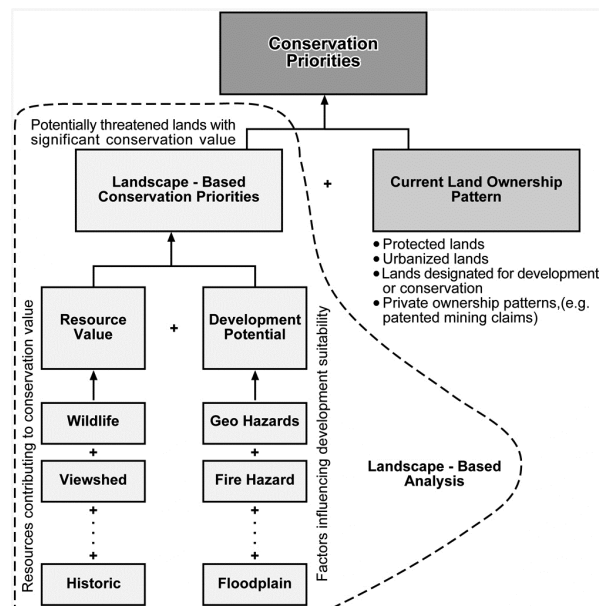 Conservation
Priorities
Potentially threatened lands with
significant conservation value
Landscape - Based
Conservation Priorities
+
Current Land Ownership
Pattern
• Protected lands
• Urbanized lands
• Lands designated for development
or conservation
• Private ownership patterns,(e.g.
patented mining claims)
Resources contributing to conservation value
Resource
Value
+
Development
Potential
Factors influencing development suitability
Wildlife
+
Viewshed
+
+
Historic
Geo Hazards
+
Fire Hazard
+
+
Floodplain
Landscape - Based
Analysis